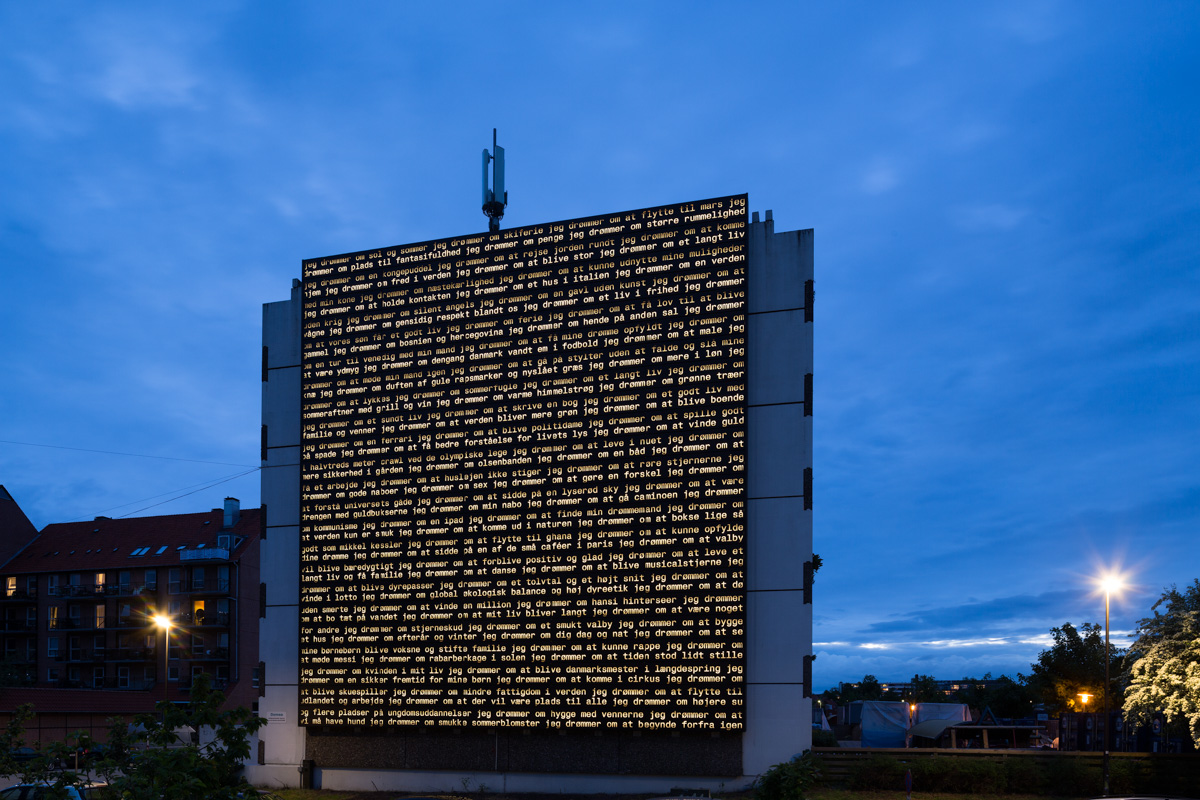 jeg drømmer om sol og sommer jeg drømmer om skiferie jeg drømmer om at flytte til mars jeg
drømmer om plads til fantasifuldhed jeg drømmer om penge jeg drømmer om større rummelighed
jeg drømmer om en kongepuddel jeg drømmer om at rejse jorden rundt jeg drømmer om at komme
hjem jeg drømmer om fred i verden jeg drømmer om at blive stor jeg drømmer om et langt liv
med min kone jeg drømmer om næstekærlighed jeg drømmer om at kunne udnytte mine muligheder
jeg drømmer om at holde kontakten jeg drømmer om et hus i italien jeg drømmer om en verden
uden krig jeg drømmer om silent angels jeg drømmer om en gavl uden kunst jeg drømmer om at
vågne jeg drømmer om gensidig respekt blandt os jeg drømmer om et liv i frihed jeg drømmer
om at vores søn får et godt liv jeg drømmer om ferie jeg drømmer om at få lov til at blive
gammel jeg drømmer om bosnien og hercegovina jeg drømmer om hende på anden sal jeg drømmer
om en tur til venedig med min mand jeg drømmer om at få mine drømme opfyldt jeg drømmer om
at være ydmyg jeg drømmer om dengang danmark vandt em i fodbold jeg drømmer om at male jeg
drømmer om at møde min mand igen jeg drømmer om at gå på stylter uden at falde og slå mine
knæ jeg drømmer om duften af gule rapsmarker og nyslået græs jeg drømmer om mere i løn jeg
drømmer om at lykkes jeg drømmer om sommerfugle jeg drømmer om et langt liv jeg drømmer om
sommeraftner med grill og vin jeg drømmer om varme himmelstrøg jeg drømmer om grønne træer
jeg drømmer om et sundt liv jeg drømmer om at skrive en bog jeg drømmer om et godt liv med
familie og venner jeg drømmer om at verden bliver mere grøn jeg drømmer om at blive boende
jeg drømmer om en ferrari jeg drømmer om at blive politidame jeg drømmer om at spille godt
på spade jeg drømmer om at få bedre forståelse for livets lys jeg drømmer om at vinde guld
i halvtreds meter crawl ved de olympiske lege jeg drømmer om at leve i nuet jeg drømmer om
mere sikkerhed i gården jeg drømmer om olsenbanden jeg drømmer om en båd jeg drømmer om at
få et arbejde jeg drømmer om at huslejen ikke stiger jeg drømmer om at røre stjernerne jeg
drømmer om gode naboer jeg drømmer om sex jeg drømmer om at gøre en forskel jeg drømmer om
at forstå universets gåde jeg drømmer om at sidde på en lyserød sky jeg drømmer om at være
drengen med guldbukserne jeg drømmer om min nabo jeg drømmer om at gå caminoen jeg drømmer
om kommunisme jeg drømmer om en ipad jeg drømmer om at finde min drømmemand jeg drømmer om
at verden kun er smuk jeg drømmer om at komme ud i naturen jeg drømmer om at bokse lige så
godt som mikkel kessler jeg drømmer om at flytte til ghana jeg drømmer om at kunne opfylde
mine drømme jeg drømmer om at sidde på en af de små caféer i paris jeg drømmer om at valby
vil blive bæredygtigt jeg drømmer om at forblive positiv og glad jeg drømmer om at leve et
langt liv og få familie jeg drømmer om at danse jeg drømmer om at blive musicalstjerne jeg
drømmer om at blive dyrepasser jeg drømmer om et tolvtal og et højt snit jeg drømmer om at
vinde i lotto jeg drømmer om global økologisk balance og høj dyreetik jeg drømmer om at dø
uden smerte jeg drømmer om at vinde en million jeg drømmer om hansi hinterseer jeg drømmer
om at bo tæt på vandet jeg drømmer om at mit liv bliver langt jeg drømmer om at være noget
for andre jeg drømmer om stjerneskud jeg drømmer om et smukt valby jeg drømmer om at bygge
et hus jeg drømmer om efterår og vinter jeg drømmer om dig dag og nat jeg drømmer om at se
mine børnebørn blive voksne og stifte familie jeg drømmer om at kunne rappe jeg drømmer om
at møde messi jeg drømmer om rabarberkage i solen jeg drømmer om at tiden stod lidt stille
jeg drømmer om kvinden i mit liv jeg drømmer om at blive danmarksmester i længdespring jeg
drømmer om en sikker fremtid for mine børn jeg drømmer om at komme i cirkus jeg drømmer om
at blive skuespiller jeg drømmer om mindre fattigdom i verden jeg drømmer om at flytte til
udlandet og arbejde jeg drømmer om at der vil være plads til alle jeg drømmer om højere su
og flere pladser på ungdomsuddannelser jeg drømmer om hygge med vennerne jeg drømmer om at
vi må have hund jeg drømmer om smukke sommerblomster jeg drømmer om at begynde forfra igen